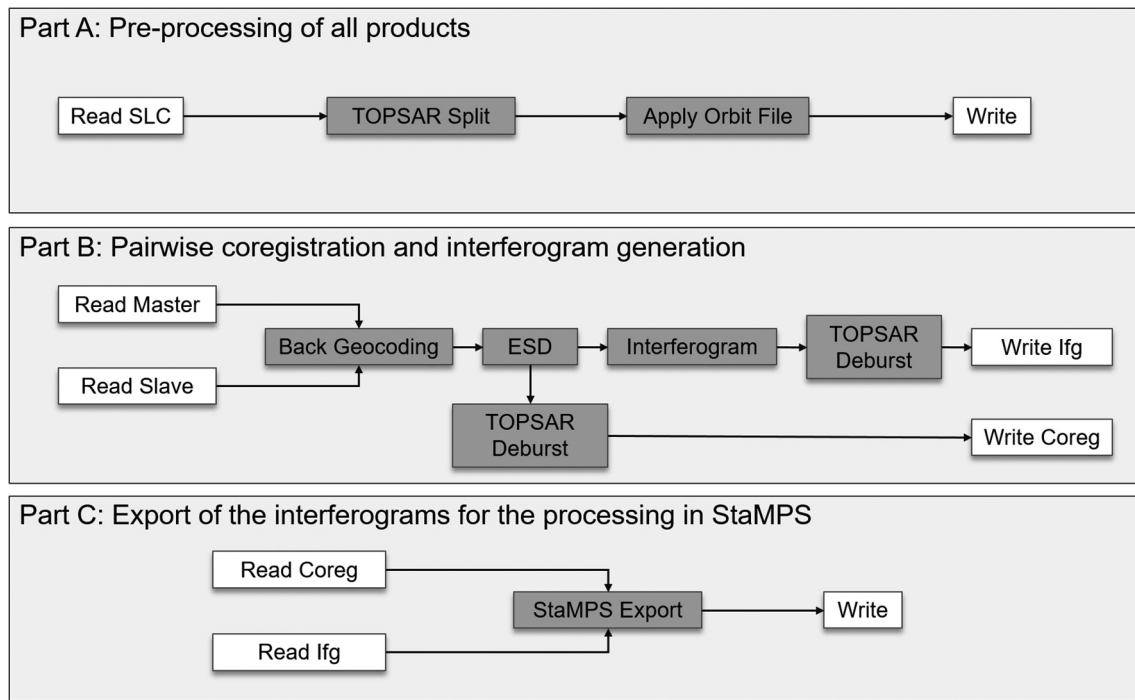 Part A: Pre-processing of all products
Read SLC
TOPSAR Split
Apply Orbit File
Write
Part B: Pairwise coregistration and interferogram generation
Read Master
Back Geocoding
ESD
Interferogram
TOPSAR
Deburst
Write Ifg
Read Slave
TOPSAR
Deburst
Write Coreg
Part C: Export of the interferograms for the processing in StaMPS
Read Coreg
StaMPS Export
Write
Read Ifg